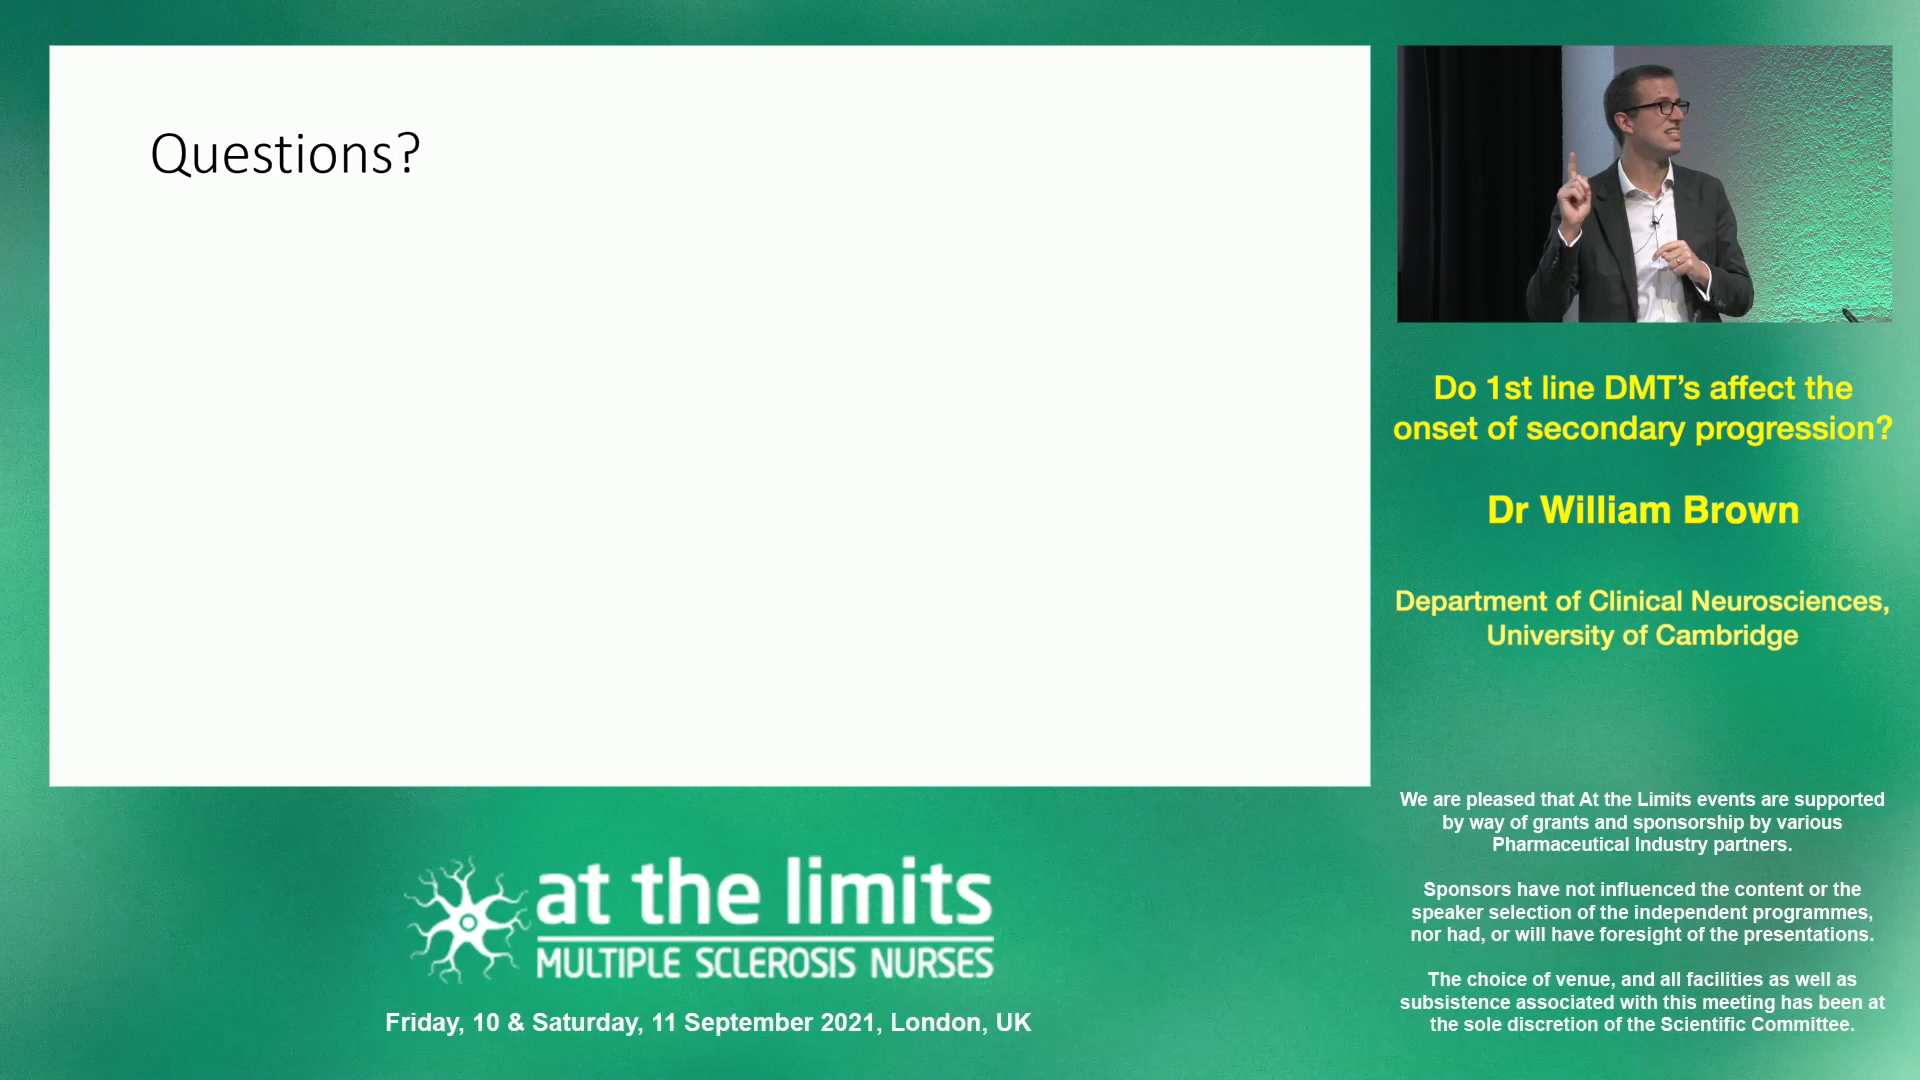 Questions?
Do 1st line DMT’s affect the
onset of secondary progression?
Dr William Brown
Department of Clinical Neurosciences,
University of Cambridge
We are pleased that At the Limits events are supported
by way of grants and sponsorship by various
Pharmaceutical Industry partners.
Sponsors have not influenced the content or the
speaker selection of the independent programmes,
nor had, or will have foresight of the presentations.
The choice of venue, and all facilities as well as
subsistence associated with this meeting has been at
the sole discretion of the Scientific Committee.
at the limits
MULTIPLE SCLEROSIS NURSES
Friday, 10 & Saturday, 11 September 2021, London, UK